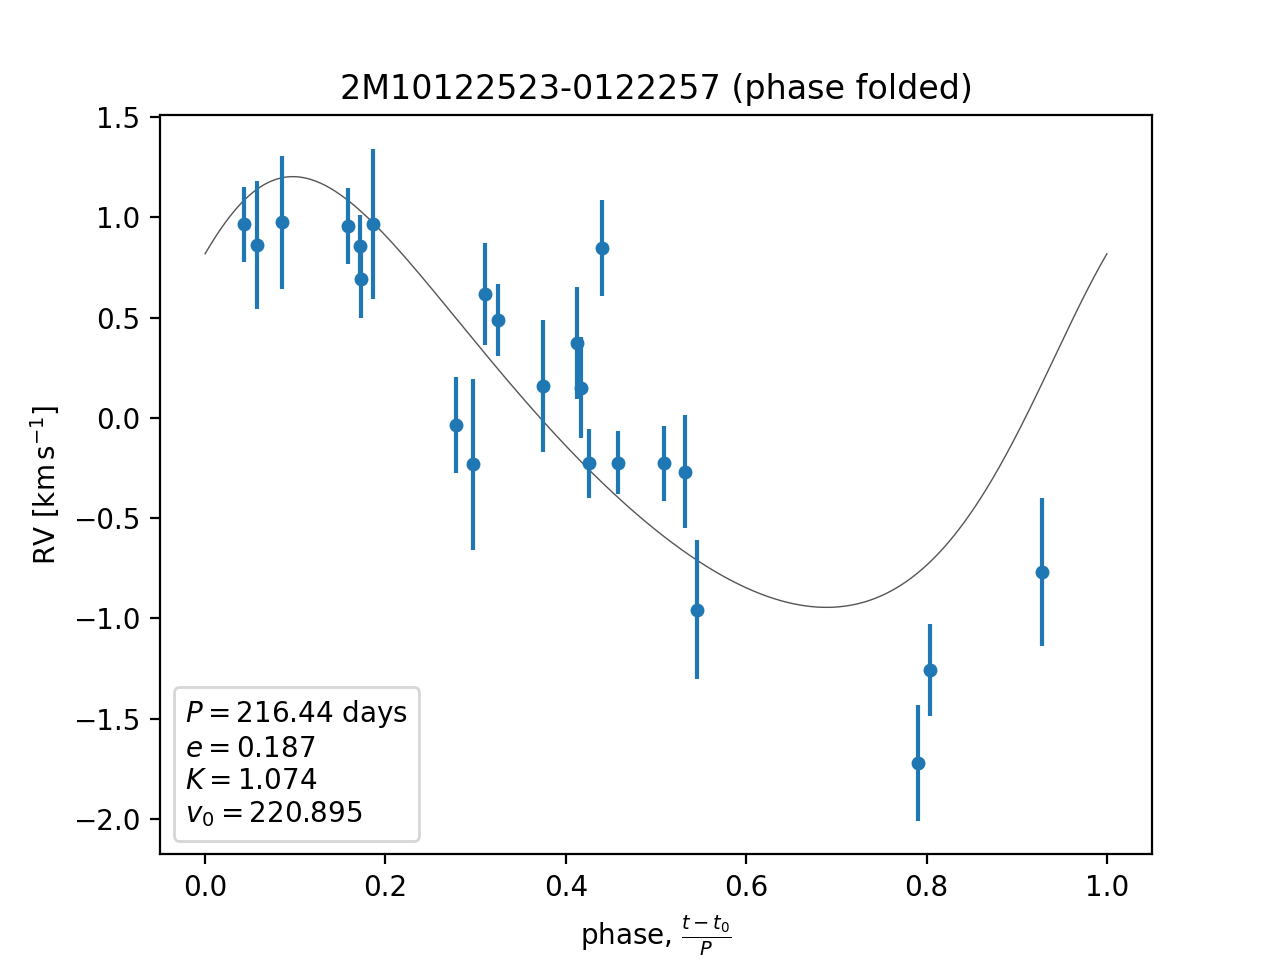 2M10122523-0122257 (phase folded)
1.5
1.0
0.5
0.0
−0.5
−1.0
−1.5
−2.0
RV [km s⁻¹]
P = 216.44 days
e = 0.187
K = 1.074
v₀ = 220.895
0.0 0.2 0.4 0.6 0.8 1.0
phase, (t − t₀)/P